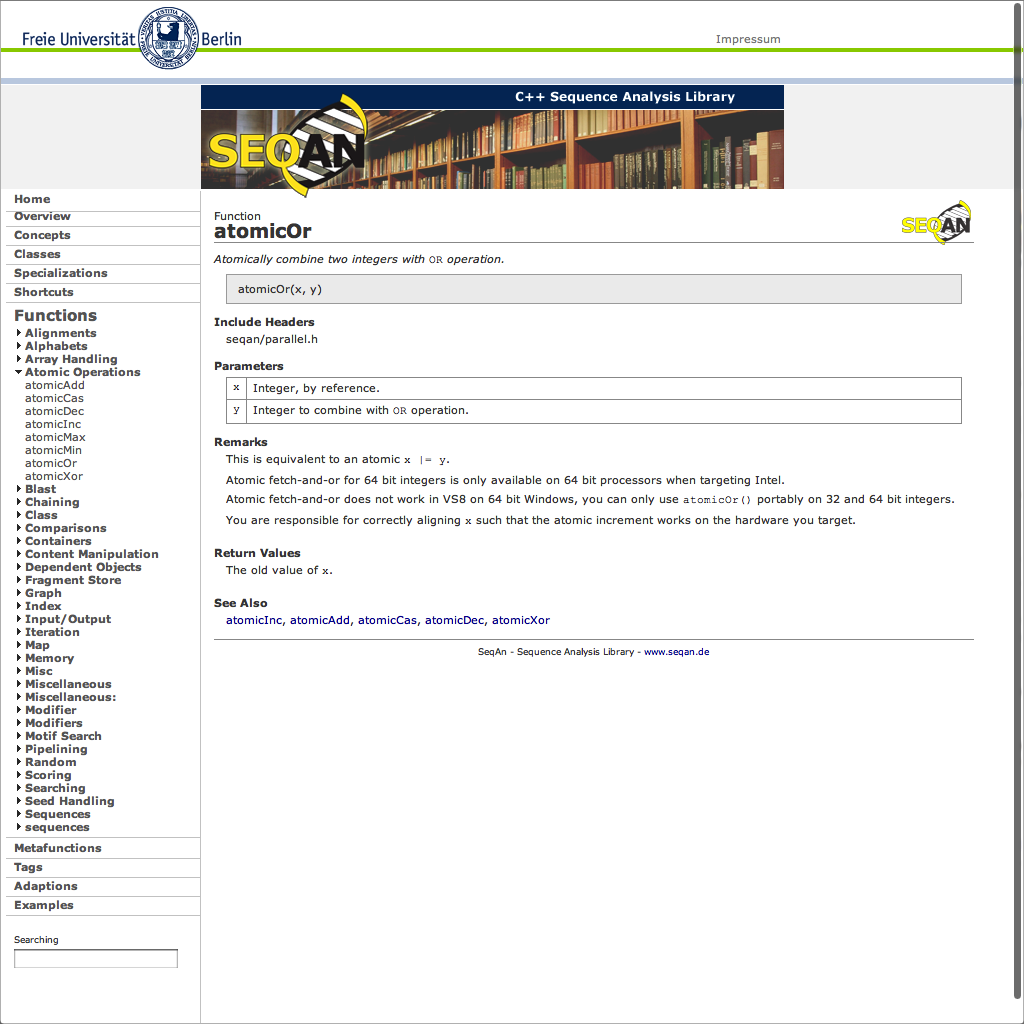 Freie Universität Berlin
Impressum
C++ Sequence Analysis Library
SEQAN
Home
Overview
Concepts
Classes
Specializations
Shortcuts
Functions
Alignments
Alphabets
Array Handling
Atomic Operations
atomicAdd
atomicCas
atomicDec
atomicInc
atomicMax
atomicMin
atomicOr
atomicXor
Blast
Chaining
Class
Comparisons
Containers
Content Manipulation
Dependent Objects
Fragment Store
Graph
Index
Input/Output
Iteration
Map
Memory
Misc
Miscellaneous
Miscellaneous:
Modifier
Modifiers
Motif Search
Pipelining
Random
Scoring
Searching
Seed Handling
Sequences
sequences
Metafunctions
Tags
Adaptions
Examples
Searching
Function
atomicOr
SEQAN
Atomically combine two integers with OR operation.
atomicOr(x, y)
Include Headers
seqan/parallel.h
Parameters
x Integer, by reference.
y Integer to combine with OR operation.
Remarks
This is equivalent to an atomic x |= y.
Atomic fetch-and-or for 64 bit integers is only available on 64 bit processors when targeting Intel.
Atomic fetch-and-or does not work in VS8 on 64 bit Windows, you can only use atomicOr() portably on 32 and 64 bit integers.
You are responsible for correctly aligning x such that the atomic increment works on the hardware you target.
Return Values
The old value of x.
See Also
atomicInc, atomicAdd, atomicCas, atomicDec, atomicXor
SeqAn - Sequence Analysis Library - www.seqan.de